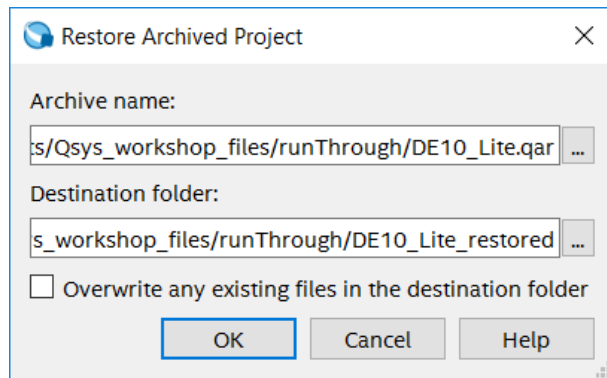 Restore Archived Project
Archive name:
ts/Qsys_workshop_files/runThrough/DE10_Lite.qar ...
Destination folder:
s_workshop_files/runThrough/DE10_Lite_restored ...
Overwrite any existing files in the destination folder
OK Cancel Help